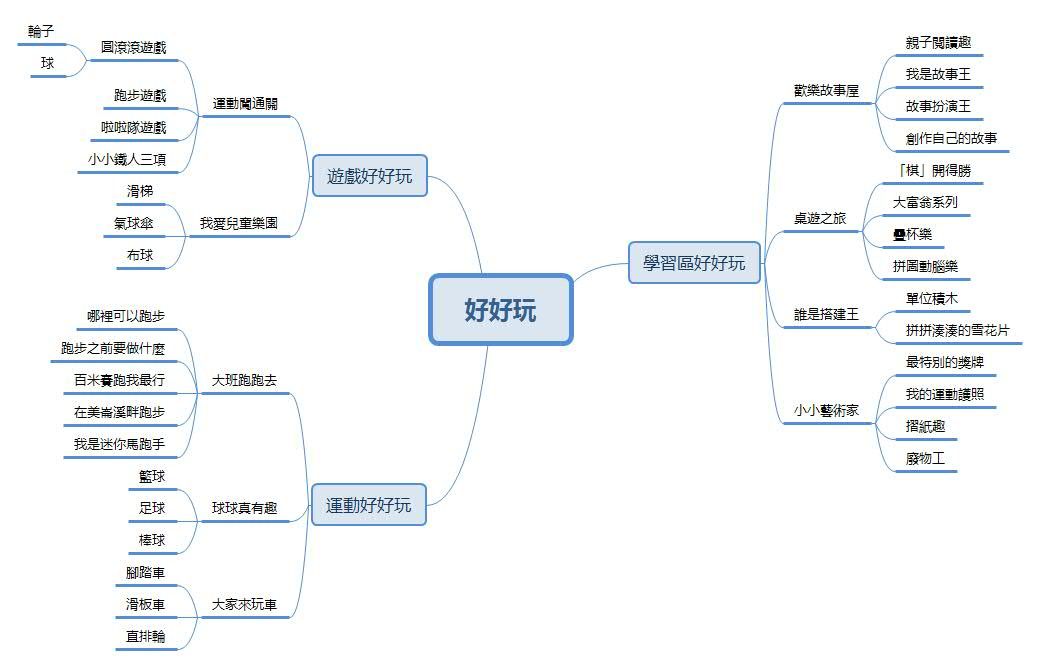 好好玩
遊戲好好玩
運動闖通關
圓滾滾遊戲
輪子
球
跑步遊戲
啦啦隊遊戲
小小鐵人三項
我愛兒童樂園
滑梯
氣球傘
布球
運動好好玩
大班跑跑去
哪裡可以跑步
跑步之前要做什麼
百米賽跑我最行
在美崙溪畔跑步
我是迷你馬跑手
球球真有趣
籃球
足球
棒球
大家來玩車
腳踏車
滑板車
直排輪
學習區好好玩
歡樂故事屋
親子閱讀趣
我是故事王
故事扮演王
創作自己的故事
桌遊之旅
「棋」開得勝
大富翁系列
疊杯樂
拼圖動腦樂
誰是搭建王
單位積木
拼拼湊湊的雪花片
小小藝術家
最特別的獎牌
我的運動護照
摺紙趣
廢物工